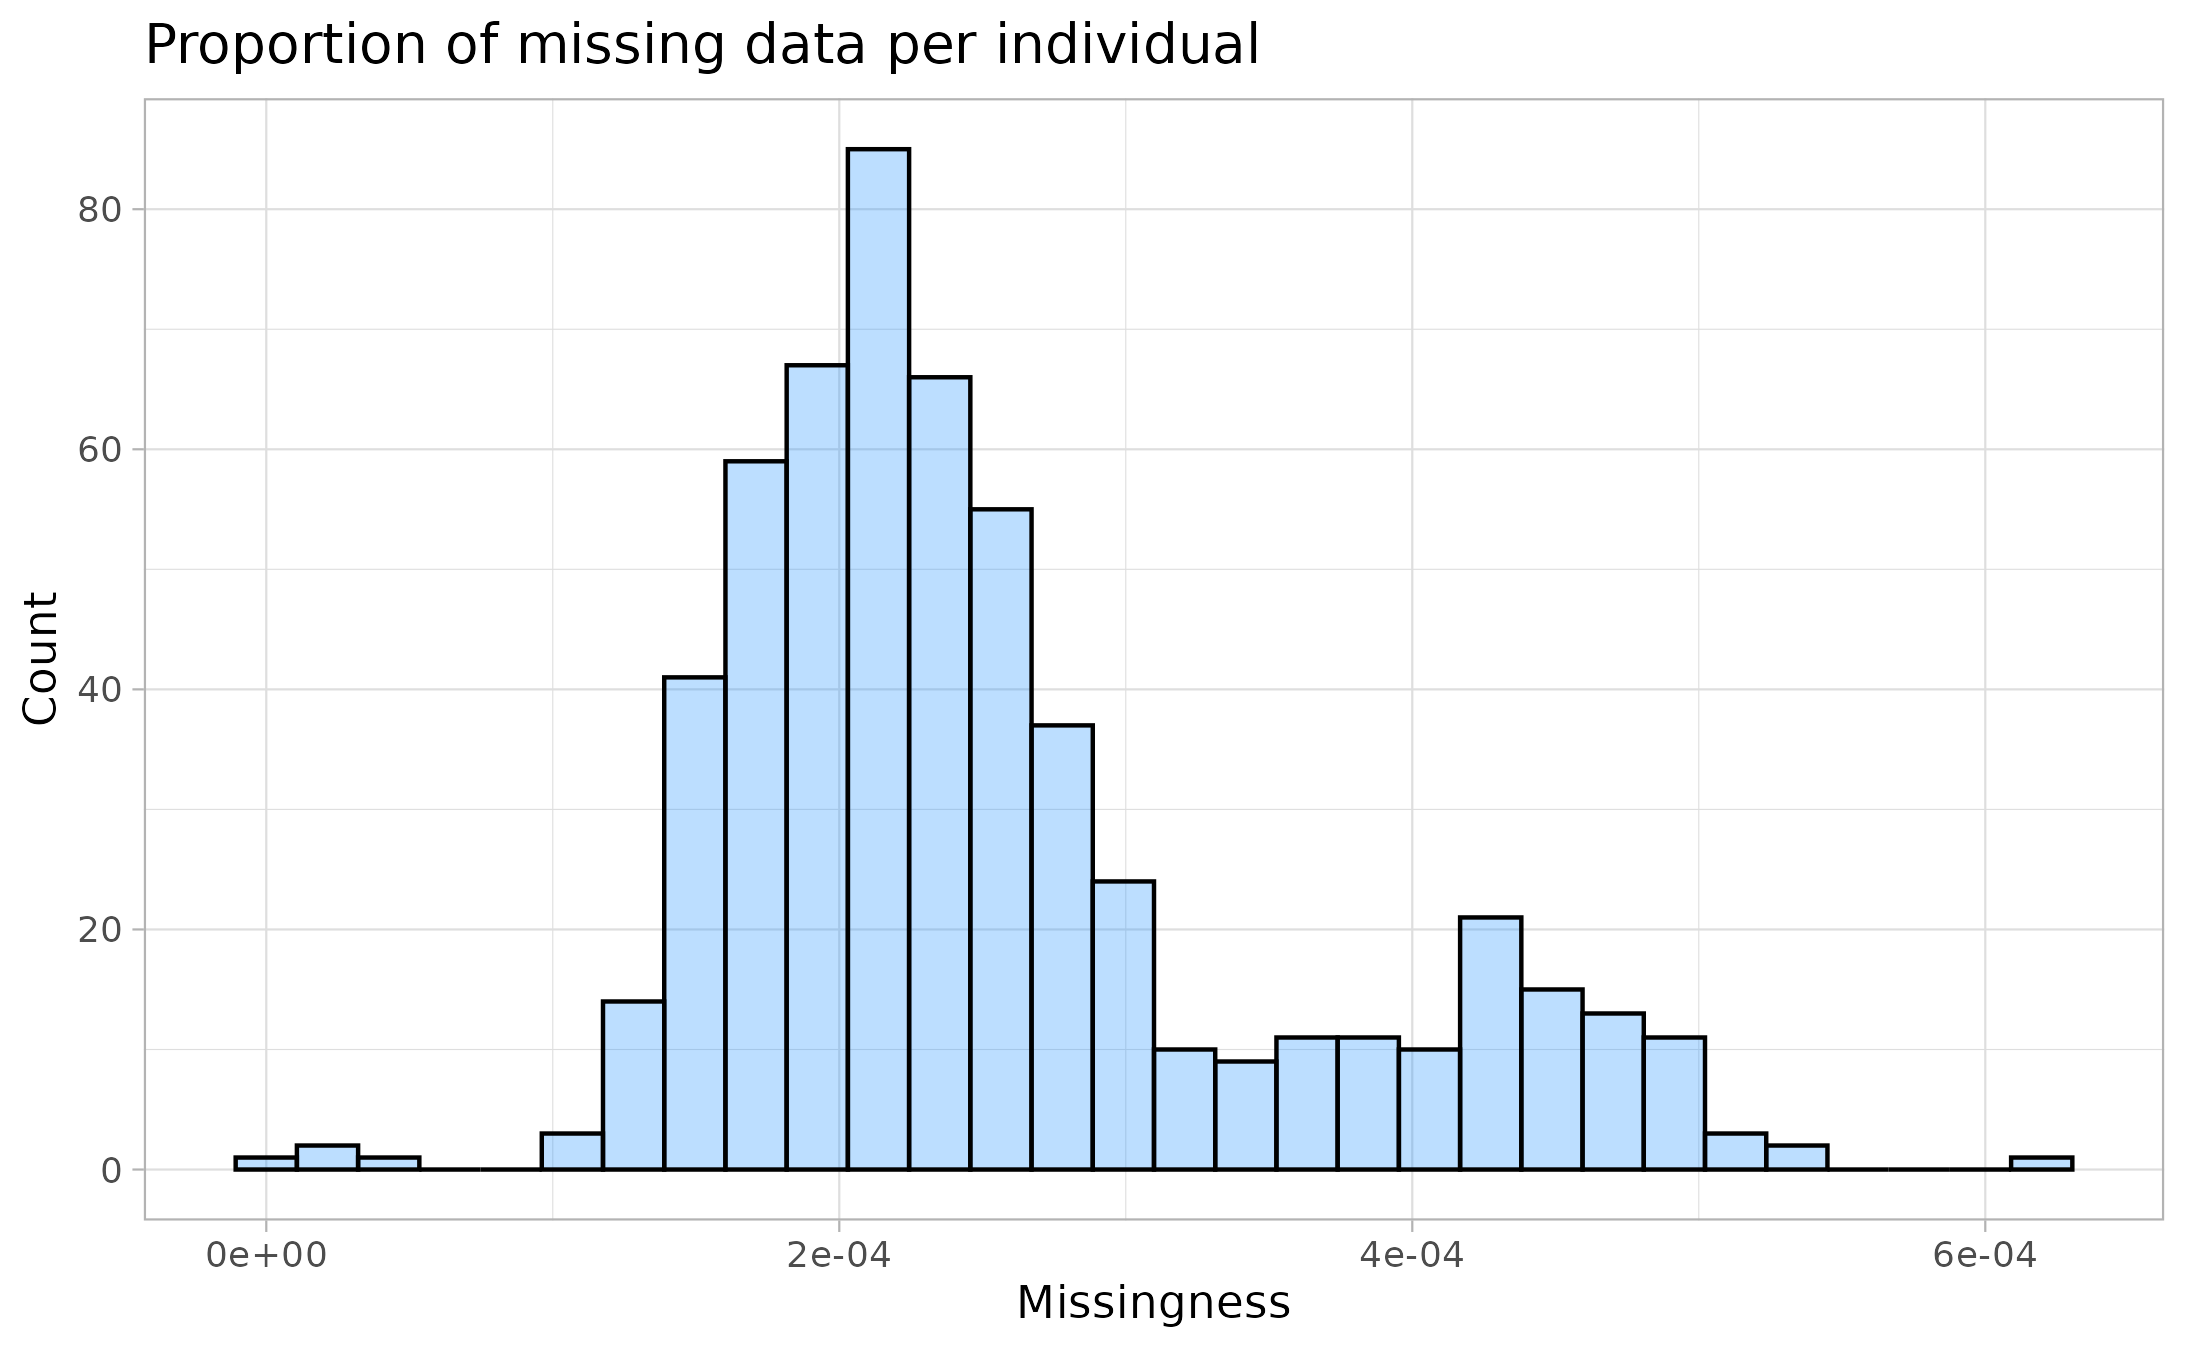 Proportion of missing data per individual
80
60
40
20
0
Count
0e+00 2e-04 4e-04 6e-04
Missingness